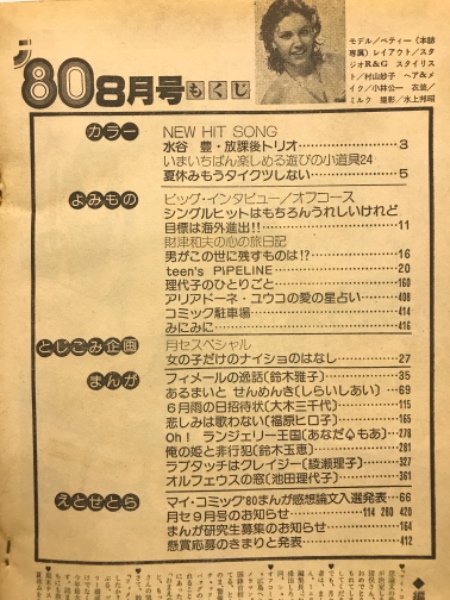 '80 8月号 もくじ
モデル/ベティー(本誌
専属) レイアウト/スタ
ジオR&G スタイリス
ト/村山妙子 ヘア&メ
イク/小林公一 衣装/
ミルク 撮影/水上邦昭
カラー
NEW HIT SONG
水谷 豊・放課後トリオ……3
いまいちばん楽しめる遊びの小道具24
夏休みもうタイクツしない……5
よみもの
ビッグ・インタビュー/オフコース
シングルヒットはもちろんうれしいけれど
目標は海外進出!!……11
財津和夫の心の旅日記
男がこの世に残すものは!?……16
teen's PIPELINE……20
理代子のひとりごと……160
アリアドーネ・ユウコの愛の星占い……408
コミック駐車場……414
みにみに……416
とじこみ企画
月セスペシャル
女の子だけのナイショのはなし……27
まんが
フィメールの逸話〔鈴木雅子〕……35
あるまいと せんめんき〔しらいしあい〕…69
6月雨の日招待状〔大木三千代〕……115
悲しみは歌わない〔福原ヒロ子〕……165
Oh! ランジェリー王国〔あなだ♤もあ〕…278
俺の姫と非行犯〔鈴木玉恵〕……281
ラブタッチはクレイジー〔綾瀬理子〕……327
オルフェウスの窓〔池田理代子〕……361
えとせとら
マイ・コミック'80まんが感想論文入選発表…66
月セ9月号のお知らせ……114 280 420
まんが研究生募集のお知らせ……164
懸賞応募のきまりと発表……412